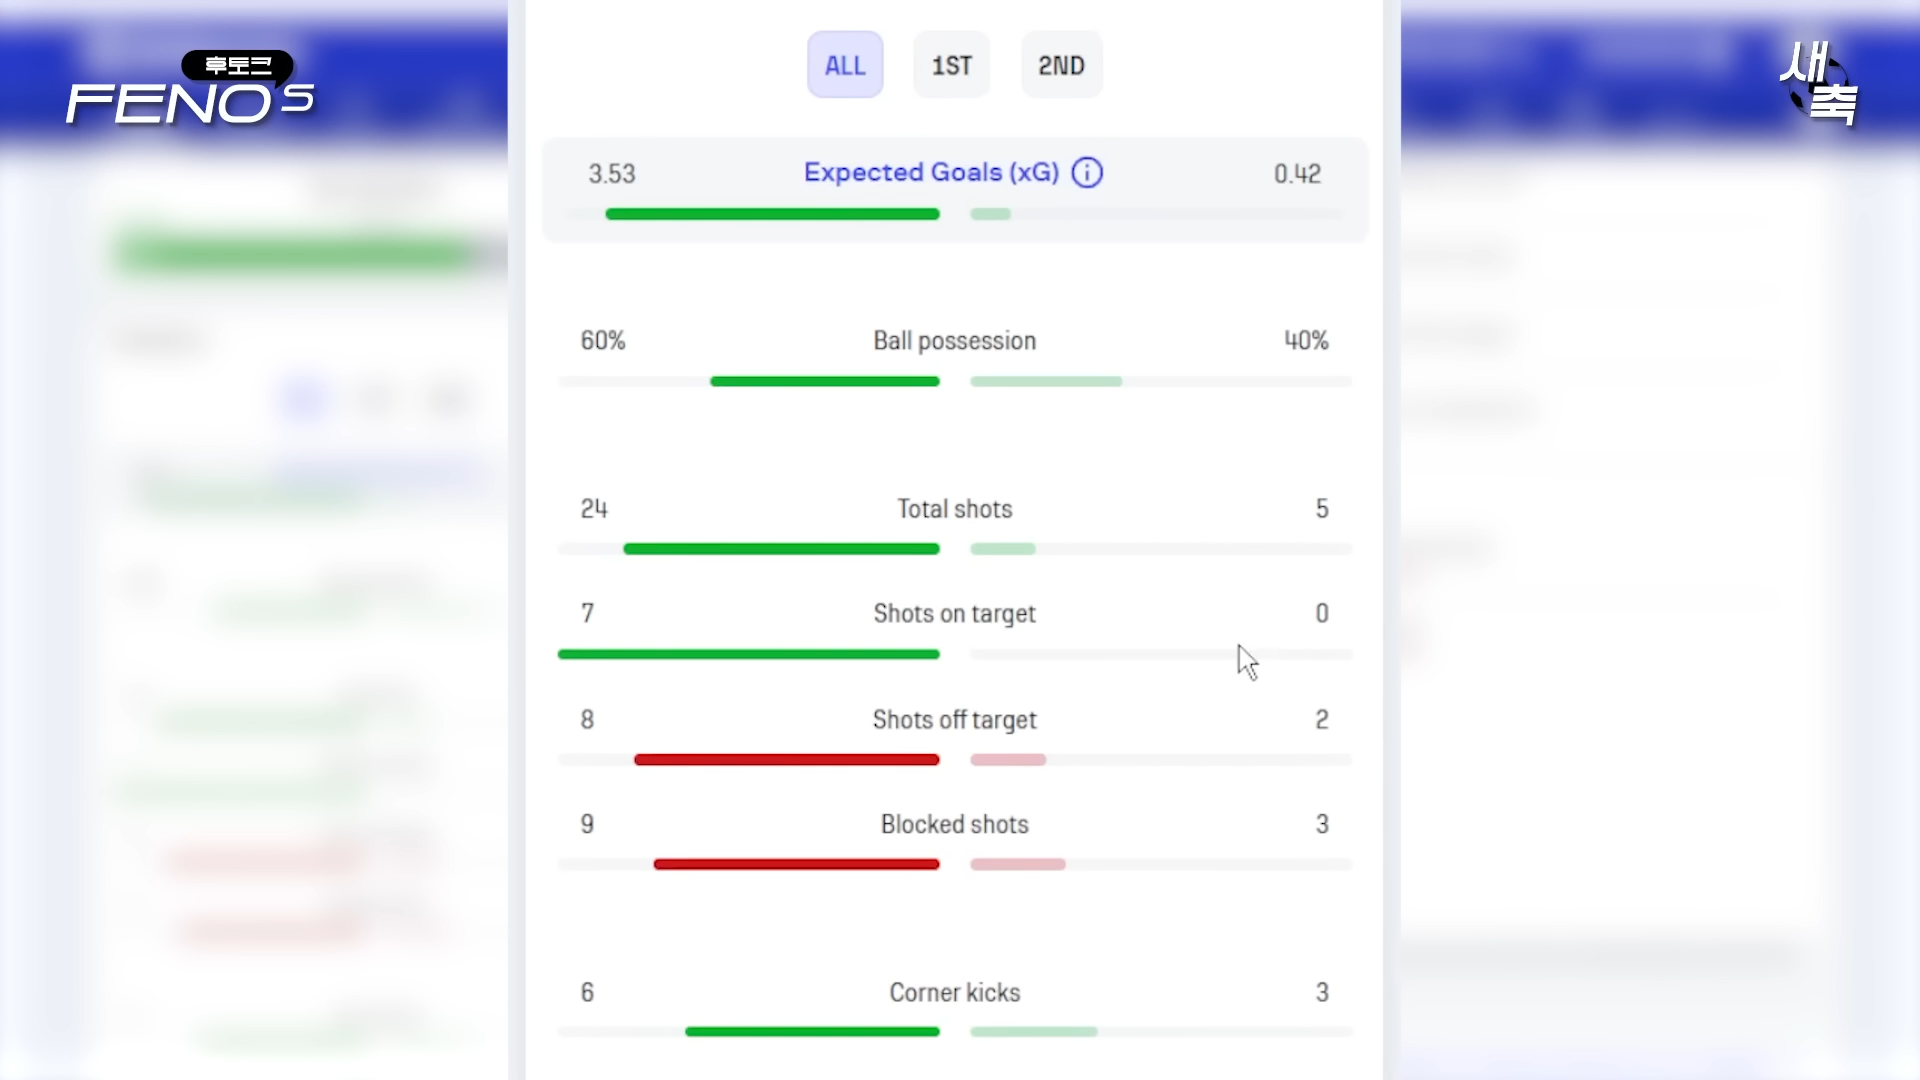 후토크
FENO S
새축
ALL 1ST 2ND
3.53 Expected Goals (xG) i 0.42
60% Ball possession 40%
24 Total shots 5
7 Shots on target 0
8 Shots off target 2
9 Blocked shots 3
6 Corner kicks 3